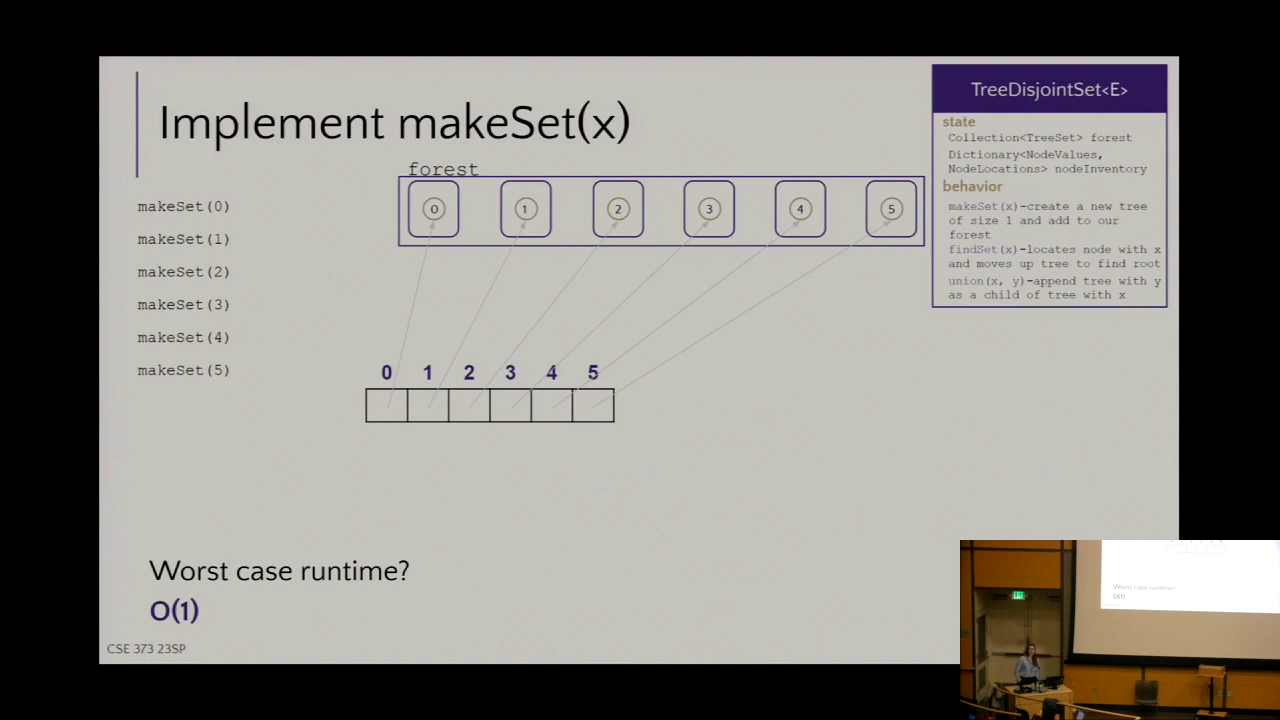 Implement makeSet(x)
forest
0 1 2 3 4 5
makeSet(0)
makeSet(1)
makeSet(2)
makeSet(3)
makeSet(4)
makeSet(5)
0 1 2 3 4 5
Worst case runtime?
O(1)
CSE 373 23SP
TreeDisjointSet<E>
state
Collection<TreeSet> forest
Dictionary<NodeValues,
NodeLocations> nodeInventory
behavior
makeSet(x)-create a new tree
of size 1 and add to our
forest
findSet(x)-locates node with x
and moves up tree to find root
union(x, y)-append tree with y
as a child of tree with x
Worst case runtime?
O(1)